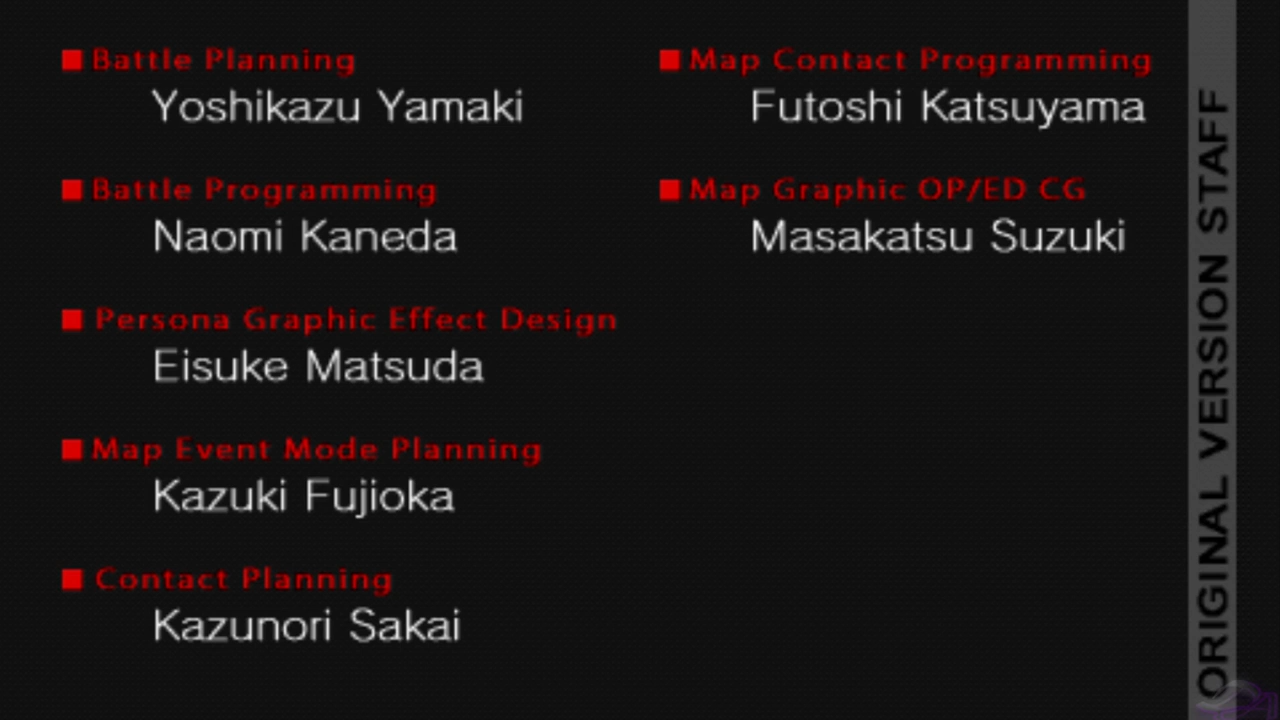 Battle Planning
Yoshikazu Yamaki
Battle Programming
Naomi Kaneda
Persona Graphic Effect Design
Eisuke Matsuda
Map Event Mode Planning
Kazuki Fujioka
Contact Planning
Kazunori Sakai
Map Contact Programming
Futoshi Katsuyama
Map Graphic OP/ED CG
Masakatsu Suzuki
ORIGINAL VERSION STAFF